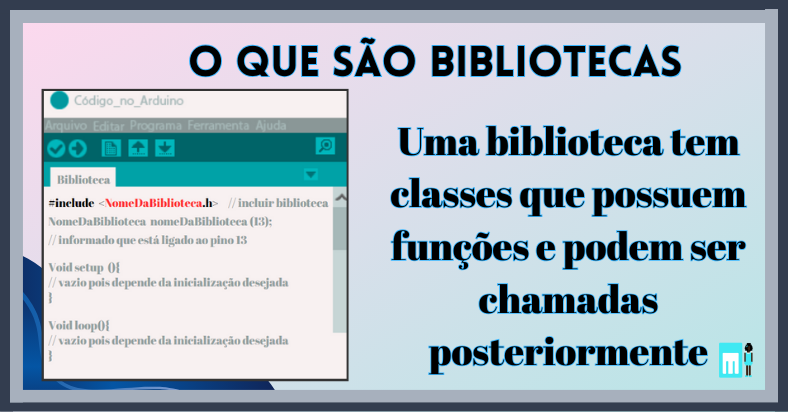 O QUE SÃO BIBLIOTECAS
Código_no_Arduino
Arquivo Editar Programa Ferramenta Ajuda
Biblioteca
#include <NomeDaBiblioteca.h> // incluir biblioteca
NomeDaBiblioteca nomeDaBiblioteca (13);
// informado que está ligado ao pino 13
Void setup (){
// vazio pois depende da inicialização desejada
}
Void loop(){
// vazio pois depende da inicialização desejada
}
Uma biblioteca tem
classes que possuem
funções e podem ser
chamadas
posteriormente
m